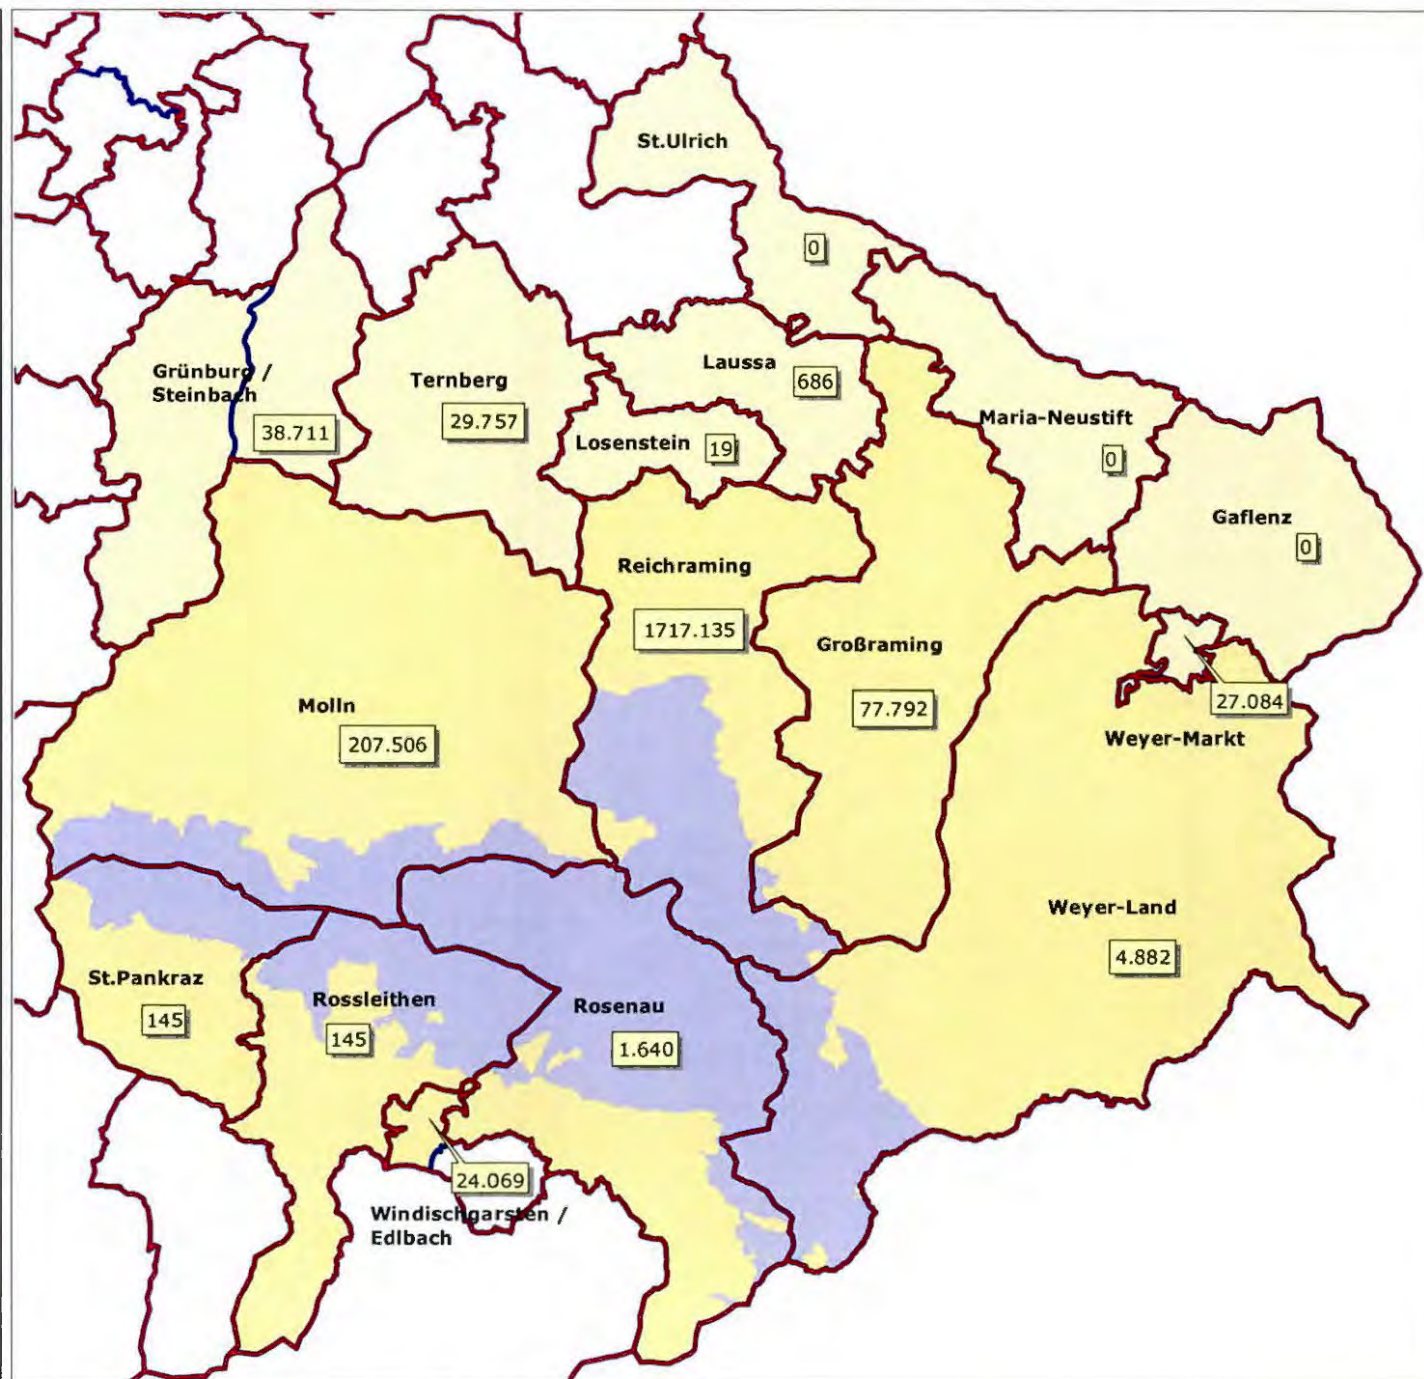 St.Ulrich
0
Grünburg /
Steinbach
38.711
Ternberg
29.757
Laussa
686
Losenstein
19
Maria-Neustift
0
Gaflenz
0
Reichraming
1717.135
Großraming
77.792
27.084
Weyer-Markt
Molln
207.506
Weyer-Land
4.882
St.Pankraz
145
Rossleithen
145
Rosenau
1.640
24.069
Windischgarsten /
Edlbach